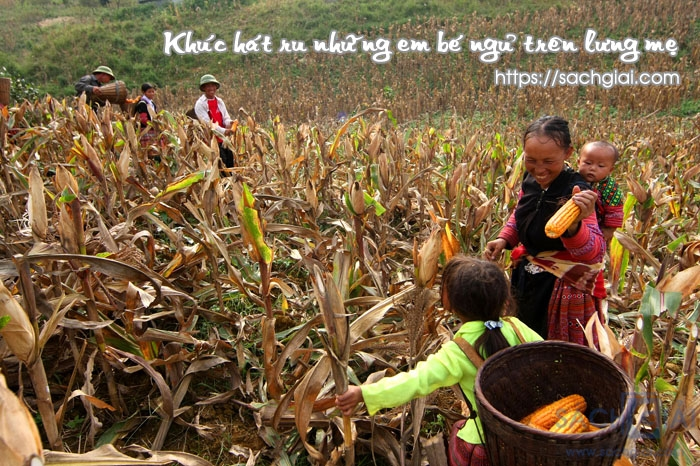 Khúc hát ru những em bé ngủ trên lưng mẹ
https://sachgiai.com